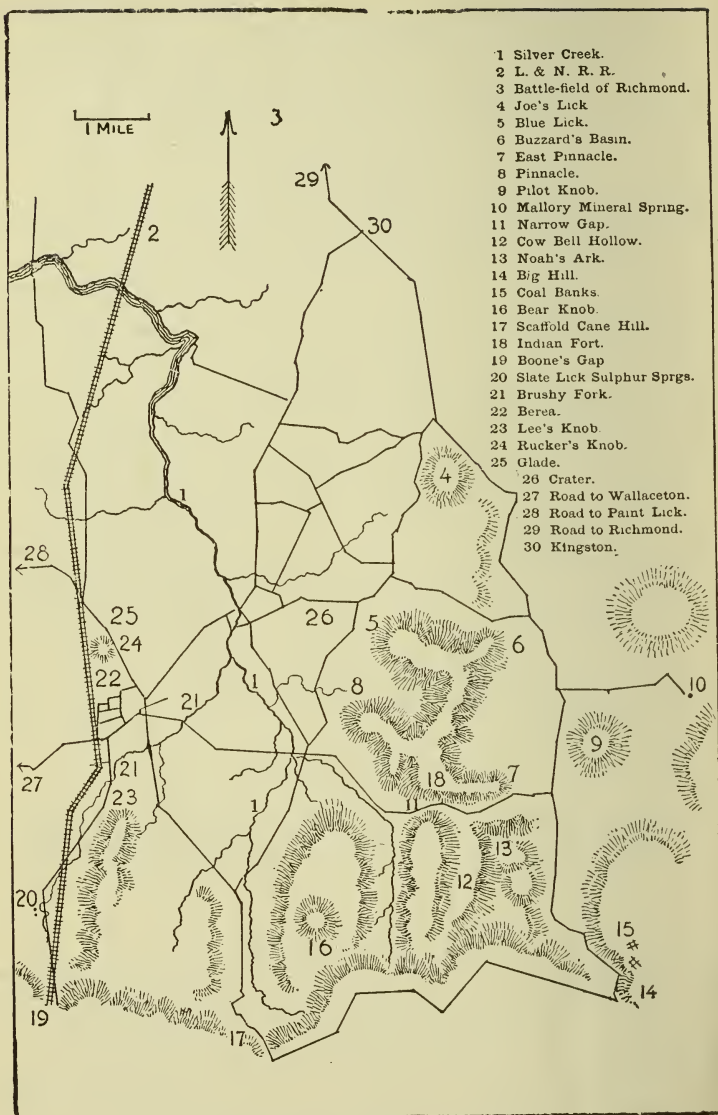 1 Silver Creek.
2 L. & N. R. R.
3 Battle-field of Richmond.
4 Joe's Lick
5 Blue Lick.
6 Buzzard's Basin.
7 East Pinnacle.
8 Pinnacle.
9 Pilot Knob.
10 Mallory Mineral Spring.
11 Narrow Gap.
12 Cow Bell Hollow.
13 Noah's Ark.
14 Big Hill.
15 Coal Banks.
16 Bear Knob.
17 Scaffold Cane Hill.
18 Indian Fort.
19 Boone's Gap
20 Slate Lick Sulphur Sprgs.
21 Brushy Fork.
22 Berea.
23 Lee's Knob
24 Rucker's Knob.
25 Glade.
26 Crater.
27 Road to Wallaceton.
28 Road to Paint Lick.
29 Road to Richmond.
30 Kingston.
1 MILE
3
29
30
2
4
1
28
25
24
26
5
6
22
21
1
8
10
9
27
21
18
7
23
1
13
12
20
16
15
14
19
17